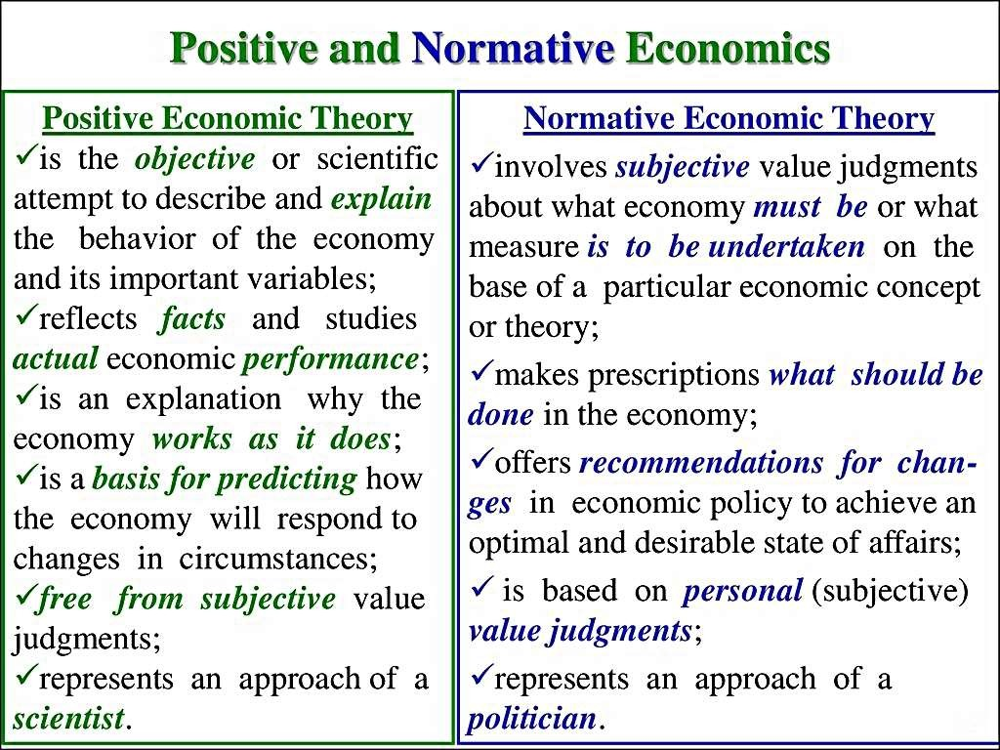 Positive and Normative Economics
Positive Economic Theory
✓is the objective or scientific
attempt to describe and explain
the behavior of the economy
and its important variables;
✓reflects facts and studies
actual economic performance;
✓is an explanation why the
economy works as it does;
✓is a basis for predicting how
the economy will respond to
changes in circumstances;
✓free from subjective value
judgments;
✓represents an approach of a
scientist.
Normative Economic Theory
✓involves subjective value judgments
about what economy must be or what
measure is to be undertaken on the
base of a particular economic concept
or theory;
✓makes prescriptions what should be
done in the economy;
✓offers recommendations for chan-
ges in economic policy to achieve an
optimal and desirable state of affairs;
✓ is based on personal (subjective)
value judgments;
✓represents an approach of a
politician.